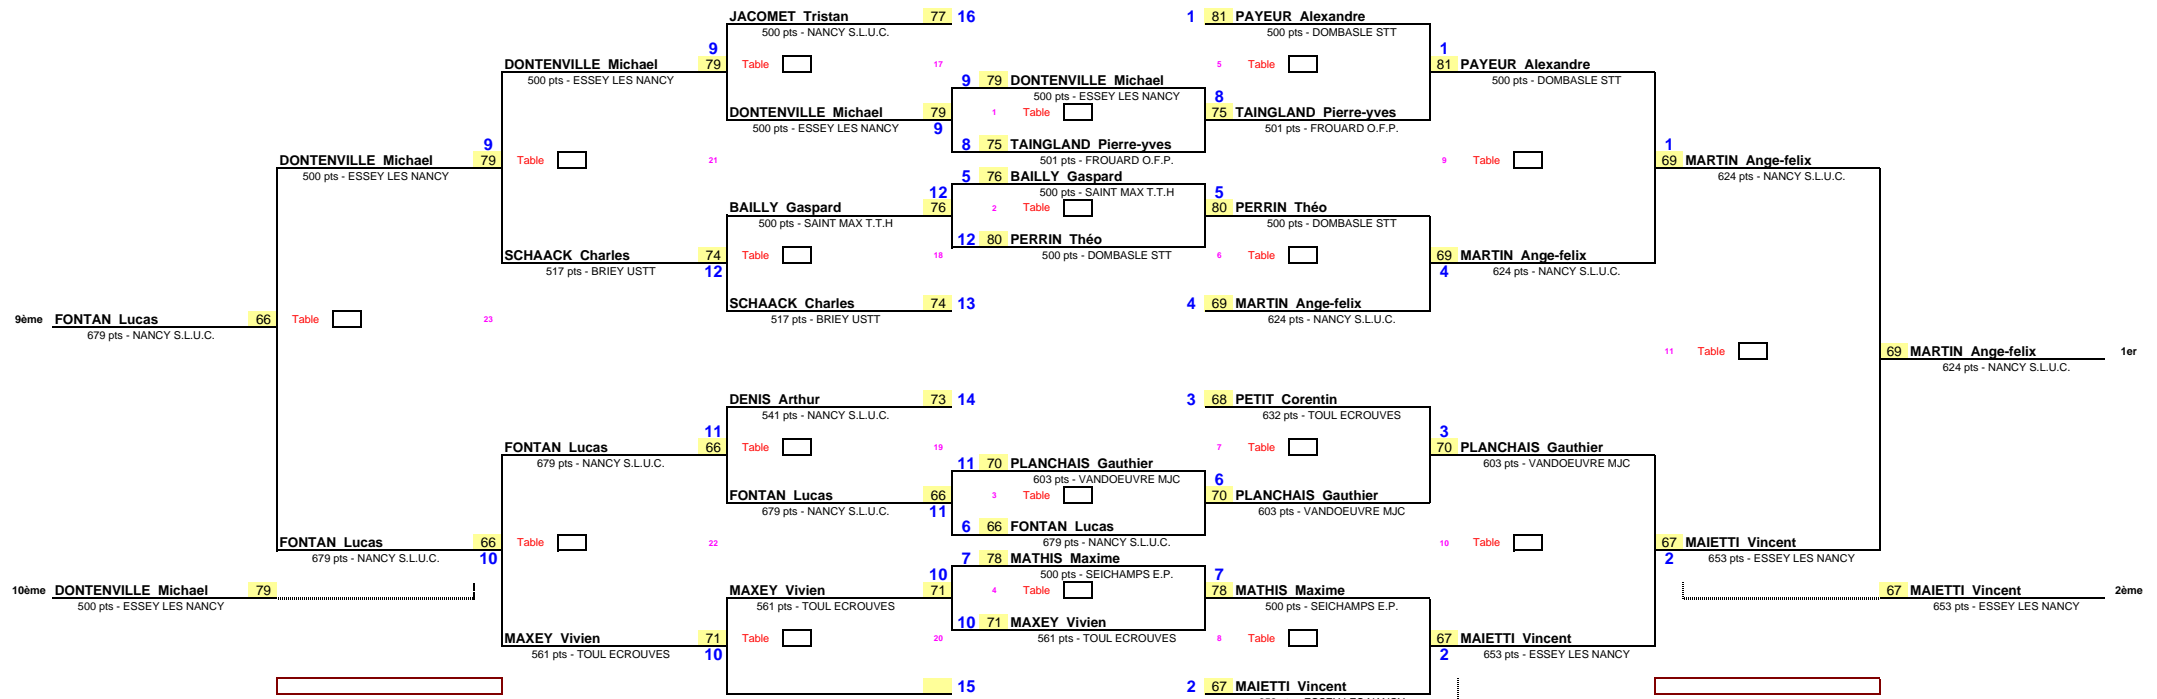 JACOMET Tristan 77 16 1 81 PAYEUR Alexandre
500 pts - NANCY S.L.U.C. 500 pts - DOMBASLE STT
9 1
DONTENVILLE Michael 79 Table 17 5 Table 81 PAYEUR Alexandre
500 pts - ESSEY LES NANCY 9 79 DONTENVILLE Michael 500 pts - DOMBASLE STT
500 pts - ESSEY LES NANCY 8
DONTENVILLE Michael 79 1 Table 75 TAINGLAND Pierre-yves
500 pts - ESSEY LES NANCY 9 501 pts - FROUARD O.F.P.
9 8 75 TAINGLAND Pierre-yves 1
DONTENVILLE Michael 79 Table 21 501 pts - FROUARD O.F.P. 9 Table 69 MARTIN Ange-felix
500 pts - ESSEY LES NANCY 5 76 BAILLY Gaspard 624 pts - NANCY S.L.U.C.
12 500 pts - SAINT MAX T.T.H 5
BAILLY Gaspard 76 2 Table 80 PERRIN Théo
500 pts - SAINT MAX T.T.H 500 pts - DOMBASLE STT
12 80 PERRIN Théo
SCHAACK Charles 74 Table 18 500 pts - DOMBASLE STT 6 Table 69 MARTIN Ange-felix
517 pts - BRIEY USTT 12 4 624 pts - NANCY S.L.U.C.
SCHAACK Charles 74 13 4 69 MARTIN Ange-felix
9ème FONTAN Lucas 66 Table 23 517 pts - BRIEY USTT 624 pts - NANCY S.L.U.C.
679 pts - NANCY S.L.U.C.
11 Table 69 MARTIN Ange-felix 1er
624 pts - NANCY S.L.U.C.
DENIS Arthur 73 14 3 68 PETIT Corentin
541 pts - NANCY S.L.U.C. 632 pts - TOUL ECROUVES
11 3
FONTAN Lucas 66 Table 19 7 Table 70 PLANCHAIS Gauthier
679 pts - NANCY S.L.U.C. 11 70 PLANCHAIS Gauthier 603 pts - VANDOEUVRE MJC
603 pts - VANDOEUVRE MJC 6
FONTAN Lucas 66 3 Table 70 PLANCHAIS Gauthier
679 pts - NANCY S.L.U.C. 11 603 pts - VANDOEUVRE MJC
6 66 FONTAN Lucas
FONTAN Lucas 66 Table 22 679 pts - NANCY S.L.U.C. 10 Table 67 MAIETTI Vincent
679 pts - NANCY S.L.U.C. 10 7 78 MATHIS Maxime 2 653 pts - ESSEY LES NANCY
10 500 pts - SEICHAMPS E.P. 7
10ème DONTENVILLE Michael 79 MAXEY Vivien 71 4 Table 78 MATHIS Maxime 67 MAIETTI Vincent 2ème
500 pts - ESSEY LES NANCY 561 pts - TOUL ECROUVES 500 pts - SEICHAMPS E.P. 653 pts - ESSEY LES NANCY
10 71 MAXEY Vivien
MAXEY Vivien 71 Table 20 561 pts - TOUL ECROUVES 8 Table 67 MAIETTI Vincent
561 pts - TOUL ECROUVES 10 2 653 pts - ESSEY LES NANCY
15 2 67 MAIETTI Vincent